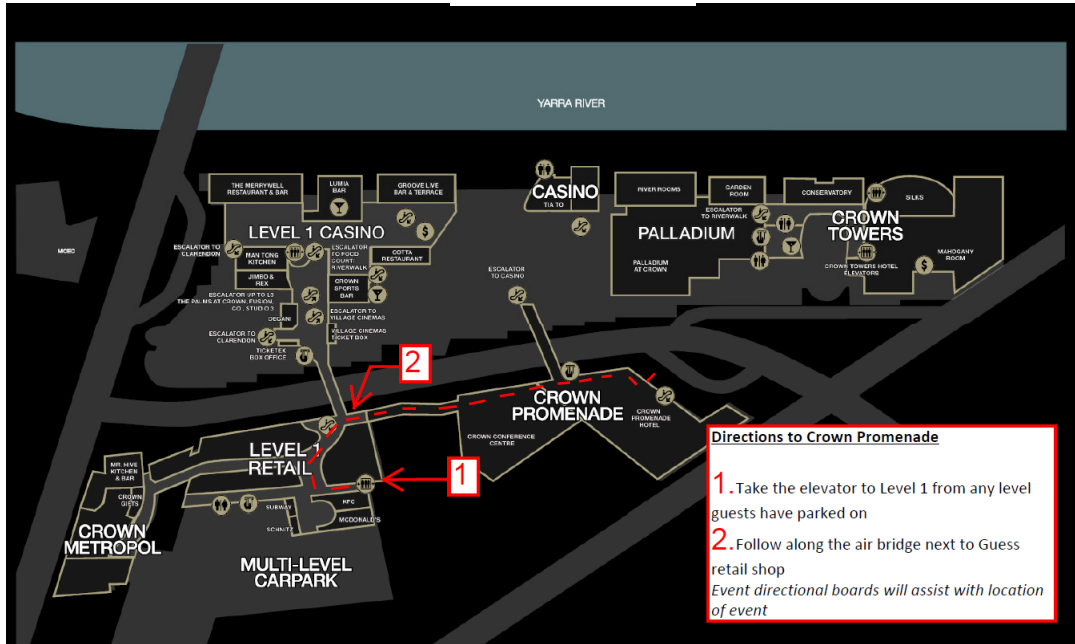 YARRA RIVER
MCEC
THE MERRYWELL
RESTAURANT & BAR
LUMIA
BAR
GROOVE LIVE
BAR & TERRACE
LEVEL 1 CASINO
ESCALATOR TO
CLARENDON
MAN TONG
KITCHEN
ESCALATOR
TO FOOD
COURT/
RIVERWALK
COTTA
RESTAURANT
JIMBO &
REX
CROWN
SPORTS
BAR
ESCALATOR UP TO L3
THE PALMS AT CROWN, FUSION,
CO , STUDIO 3
DEGANI
ESCALATOR TO
VILLAGE CINEMAS
VILLAGE CINEMAS
TICKET BOX
ESCALATOR TO
CLARENDON
TICKETEK
BOX OFFICE
CASINO
TIA TO
ESCALATOR
TO CASINO
RIVER ROOMS
GARDEN
ROOM
CONSERVATORY
SILKS
ESCALATOR
TO RIVERWALK
PALLADIUM
CROWN
TOWERS
PALLADIUM
AT CROWN
CROWN TOWERS HOTEL
ELEVATORS
MAHOGANY
ROOM
2
CROWN
PROMENADE
CROWN
PROMENADE
HOTEL
CROWN CONFERENCE
CENTRE
LEVEL 1
RETAIL
1
MR. HIVE
KITCHEN
& BAR
CROWN
GIFTS
SUBWAY
SCHNITZ
KFC
MCDONALD'S
CROWN
METROPOL
MULTI-LEVEL
CARPARK
Directions to Crown Promenade
1. Take the elevator to Level 1 from any level
guests have parked on
2. Follow along the air bridge next to Guess
retail shop
Event directional boards will assist with location
of event